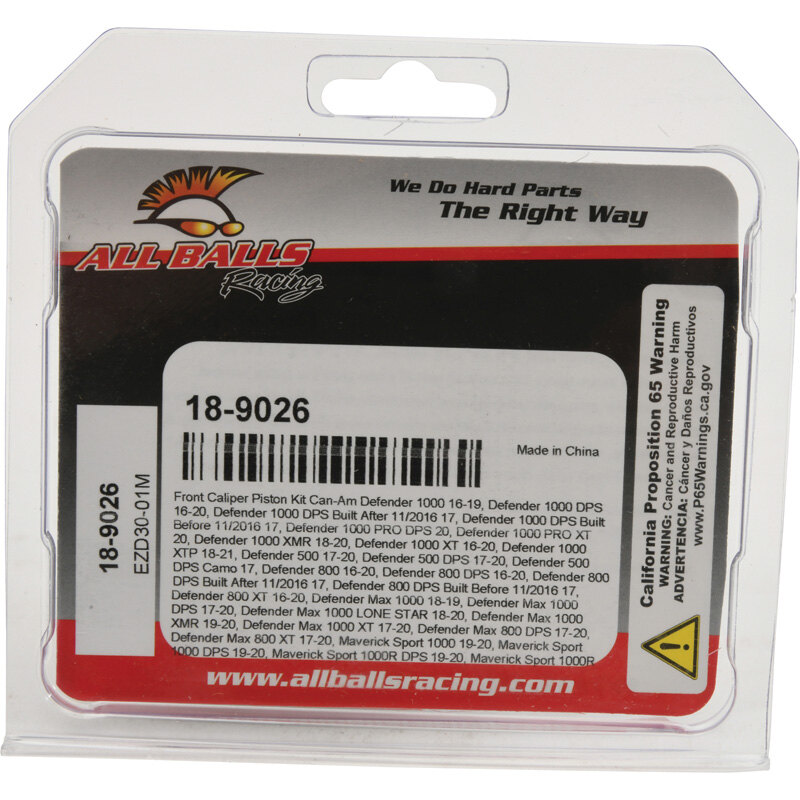 We Do Hard Parts
The Right Way
ALL BALLS
Racing
18-9026
Made in China
Front Caliper Piston Kit Can-Am Defender 1000 16-19, Defender 1000 DPS
16-20, Defender 1000 DPS Built After 11/2016 17, Defender 1000 DPS Built
Before 11/2016 17, Defender 1000 PRO DPS 20, Defender 1000 PRO XT
20, Defender 1000 XMR 18-20, Defender 1000 XT 16-20, Defender 1000
XTP 18-21, Defender 500 17-20, Defender 500 DPS 17-20, Defender 500
DPS Camo 17, Defender 800 16-20, Defender 800 DPS 16-20, Defender 800
DPS Built After 11/2016 17, Defender 800 DPS Built Before 11/2016 17,
Defender 800 XT 16-20, Defender Max 1000 18-19, Defender Max 1000
DPS 17-20, Defender Max 1000 LONE STAR 18-20, Defender Max 1000
XMR 19-20, Defender Max 1000 XT 17-20, Defender Max 800 DPS 17-20,
Defender Max 800 XT 17-20, Maverick Sport 1000 19-20, Maverick Sport
1000 DPS 19-20, Maverick Sport 1000R DPS 19-20, Maverick Sport 1000R
18-9026
EZD30-01M
California Proposition 65 Warning
WARNING:: Cancer and Reproductive Harm
ADVERTENCIA: Cáncer y Daños Reproductivos
www.P65Warnings.ca.gov
www.allballsracing.com